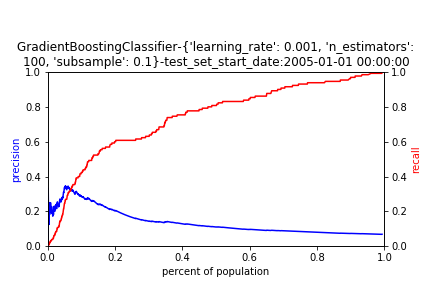 GradientBoostingClassifier-{'learning_rate': 0.001, 'n_estimators':
100, 'subsample': 0.1}-test_set_start_date:2005-01-01 00:00:00
1.0
0.8
0.6
0.4
0.2
0.0
precision
1.0
0.8
0.6
0.4
0.2
0.0
recall
0.0 0.2 0.4 0.6 0.8 1.0
percent of population